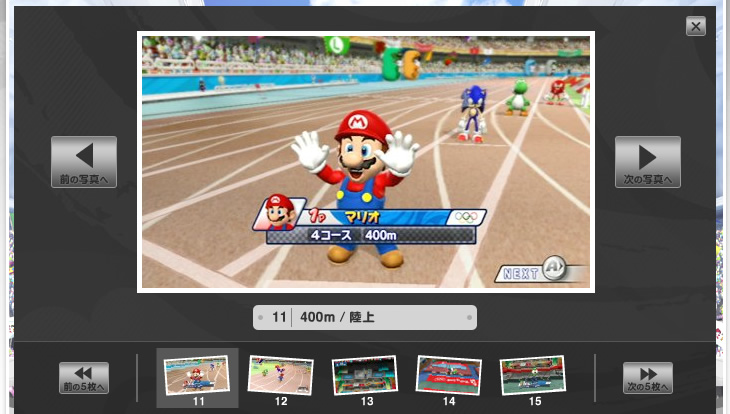 L
M
1P マリオ
4コース 400m
NEXT A
前の写真へ
次の写真へ
11 400m / 陸上
前の5枚へ
11
12
13
14
15
次の5枚へ